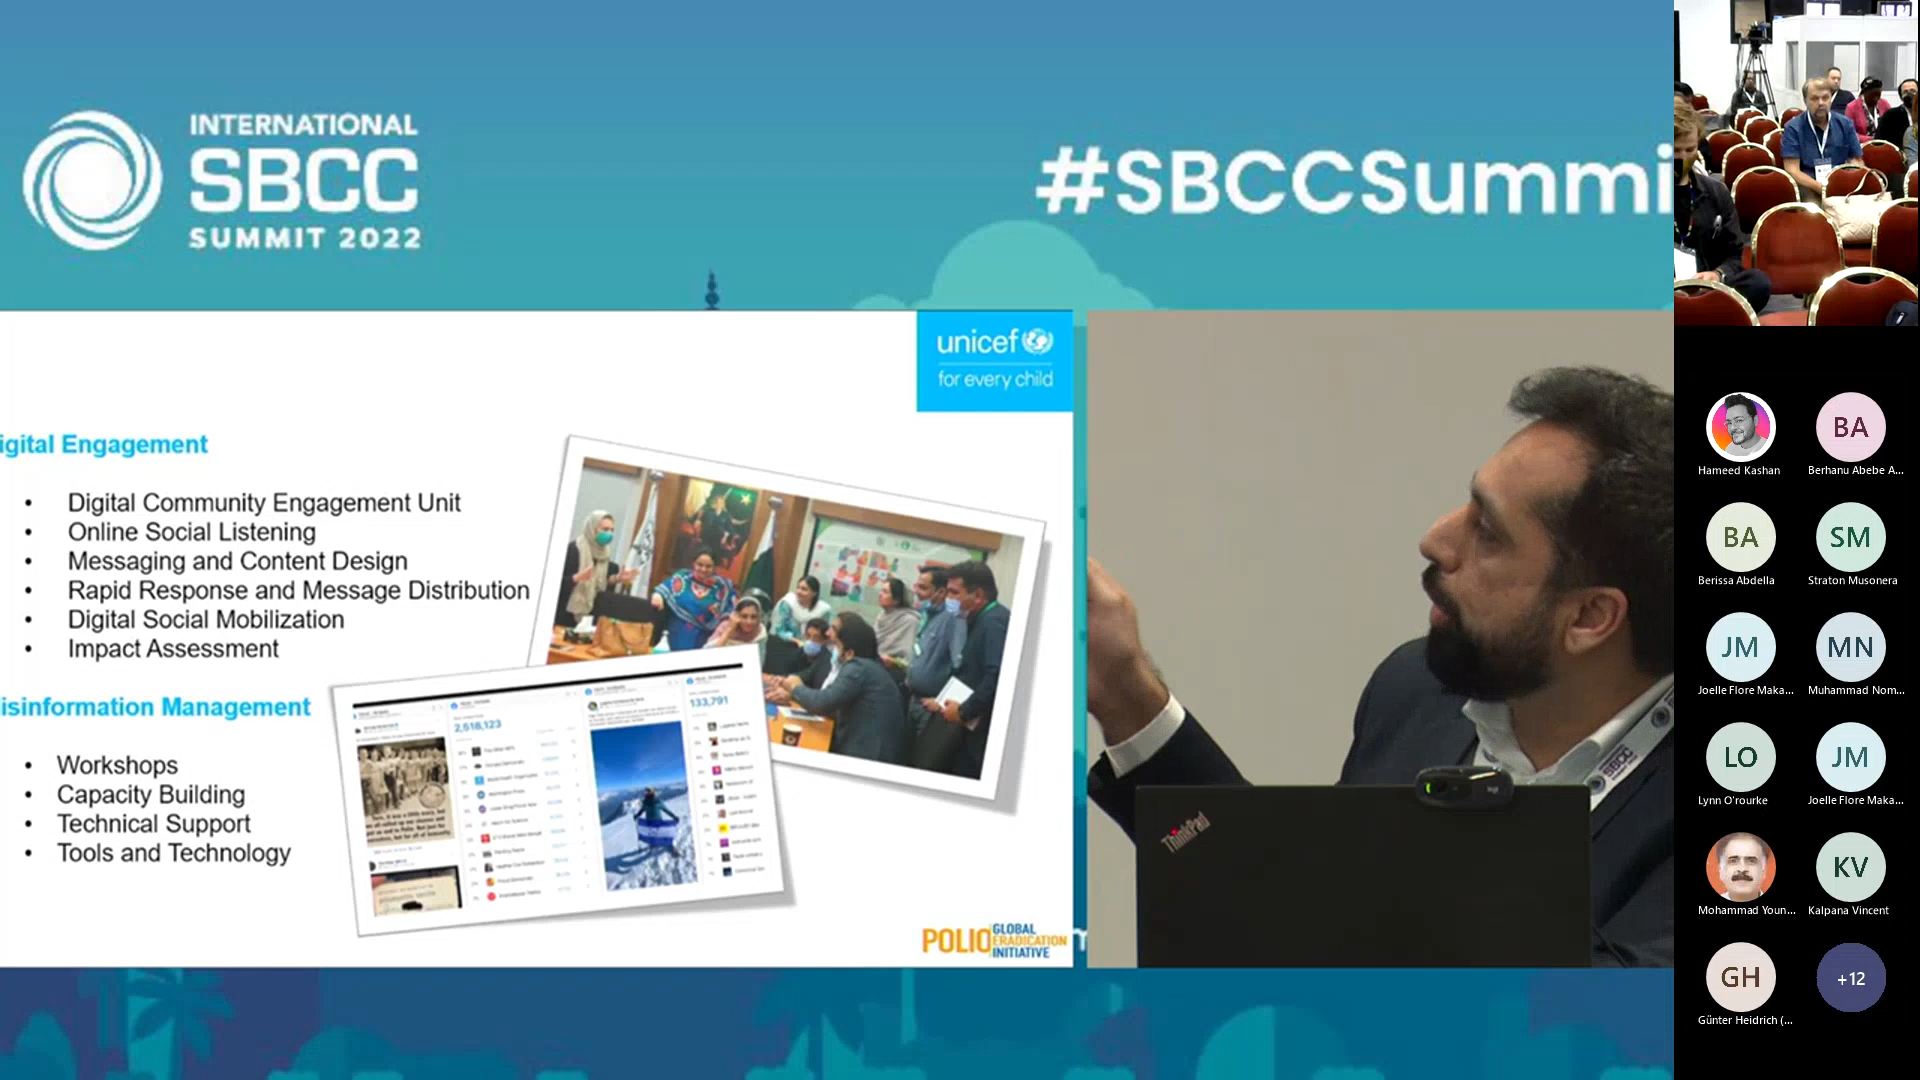 INTERNATIONAL
SBCC
SUMMIT 2022
#SBCCSummi
unicef
for every child
igital Engagement
• Digital Community Engagement Unit
• Online Social Listening
• Messaging and Content Design
• Rapid Response and Message Distribution
• Digital Social Mobilization
• Impact Assessment
isinformation Management
• Workshops
• Capacity Building
• Technical Support
• Tools and Technology
2,518,123
133,791
POLIO GLOBAL
ERADICATION
INITIATIVE
ThinkPad
SBCC
Hameed Kashan
BA
Berhanu Abebe A...
BA
Berissa Abdella
SM
Straton Musonera
JM
Joelle Flore Maka...
MN
Muhammad Nom...
LO
Lynn O'rourke
JM
Joelle Flore Maka...
Mohammad Youn...
KV
Kalpana Vincent
GH
Günter Heidrich (...
+12